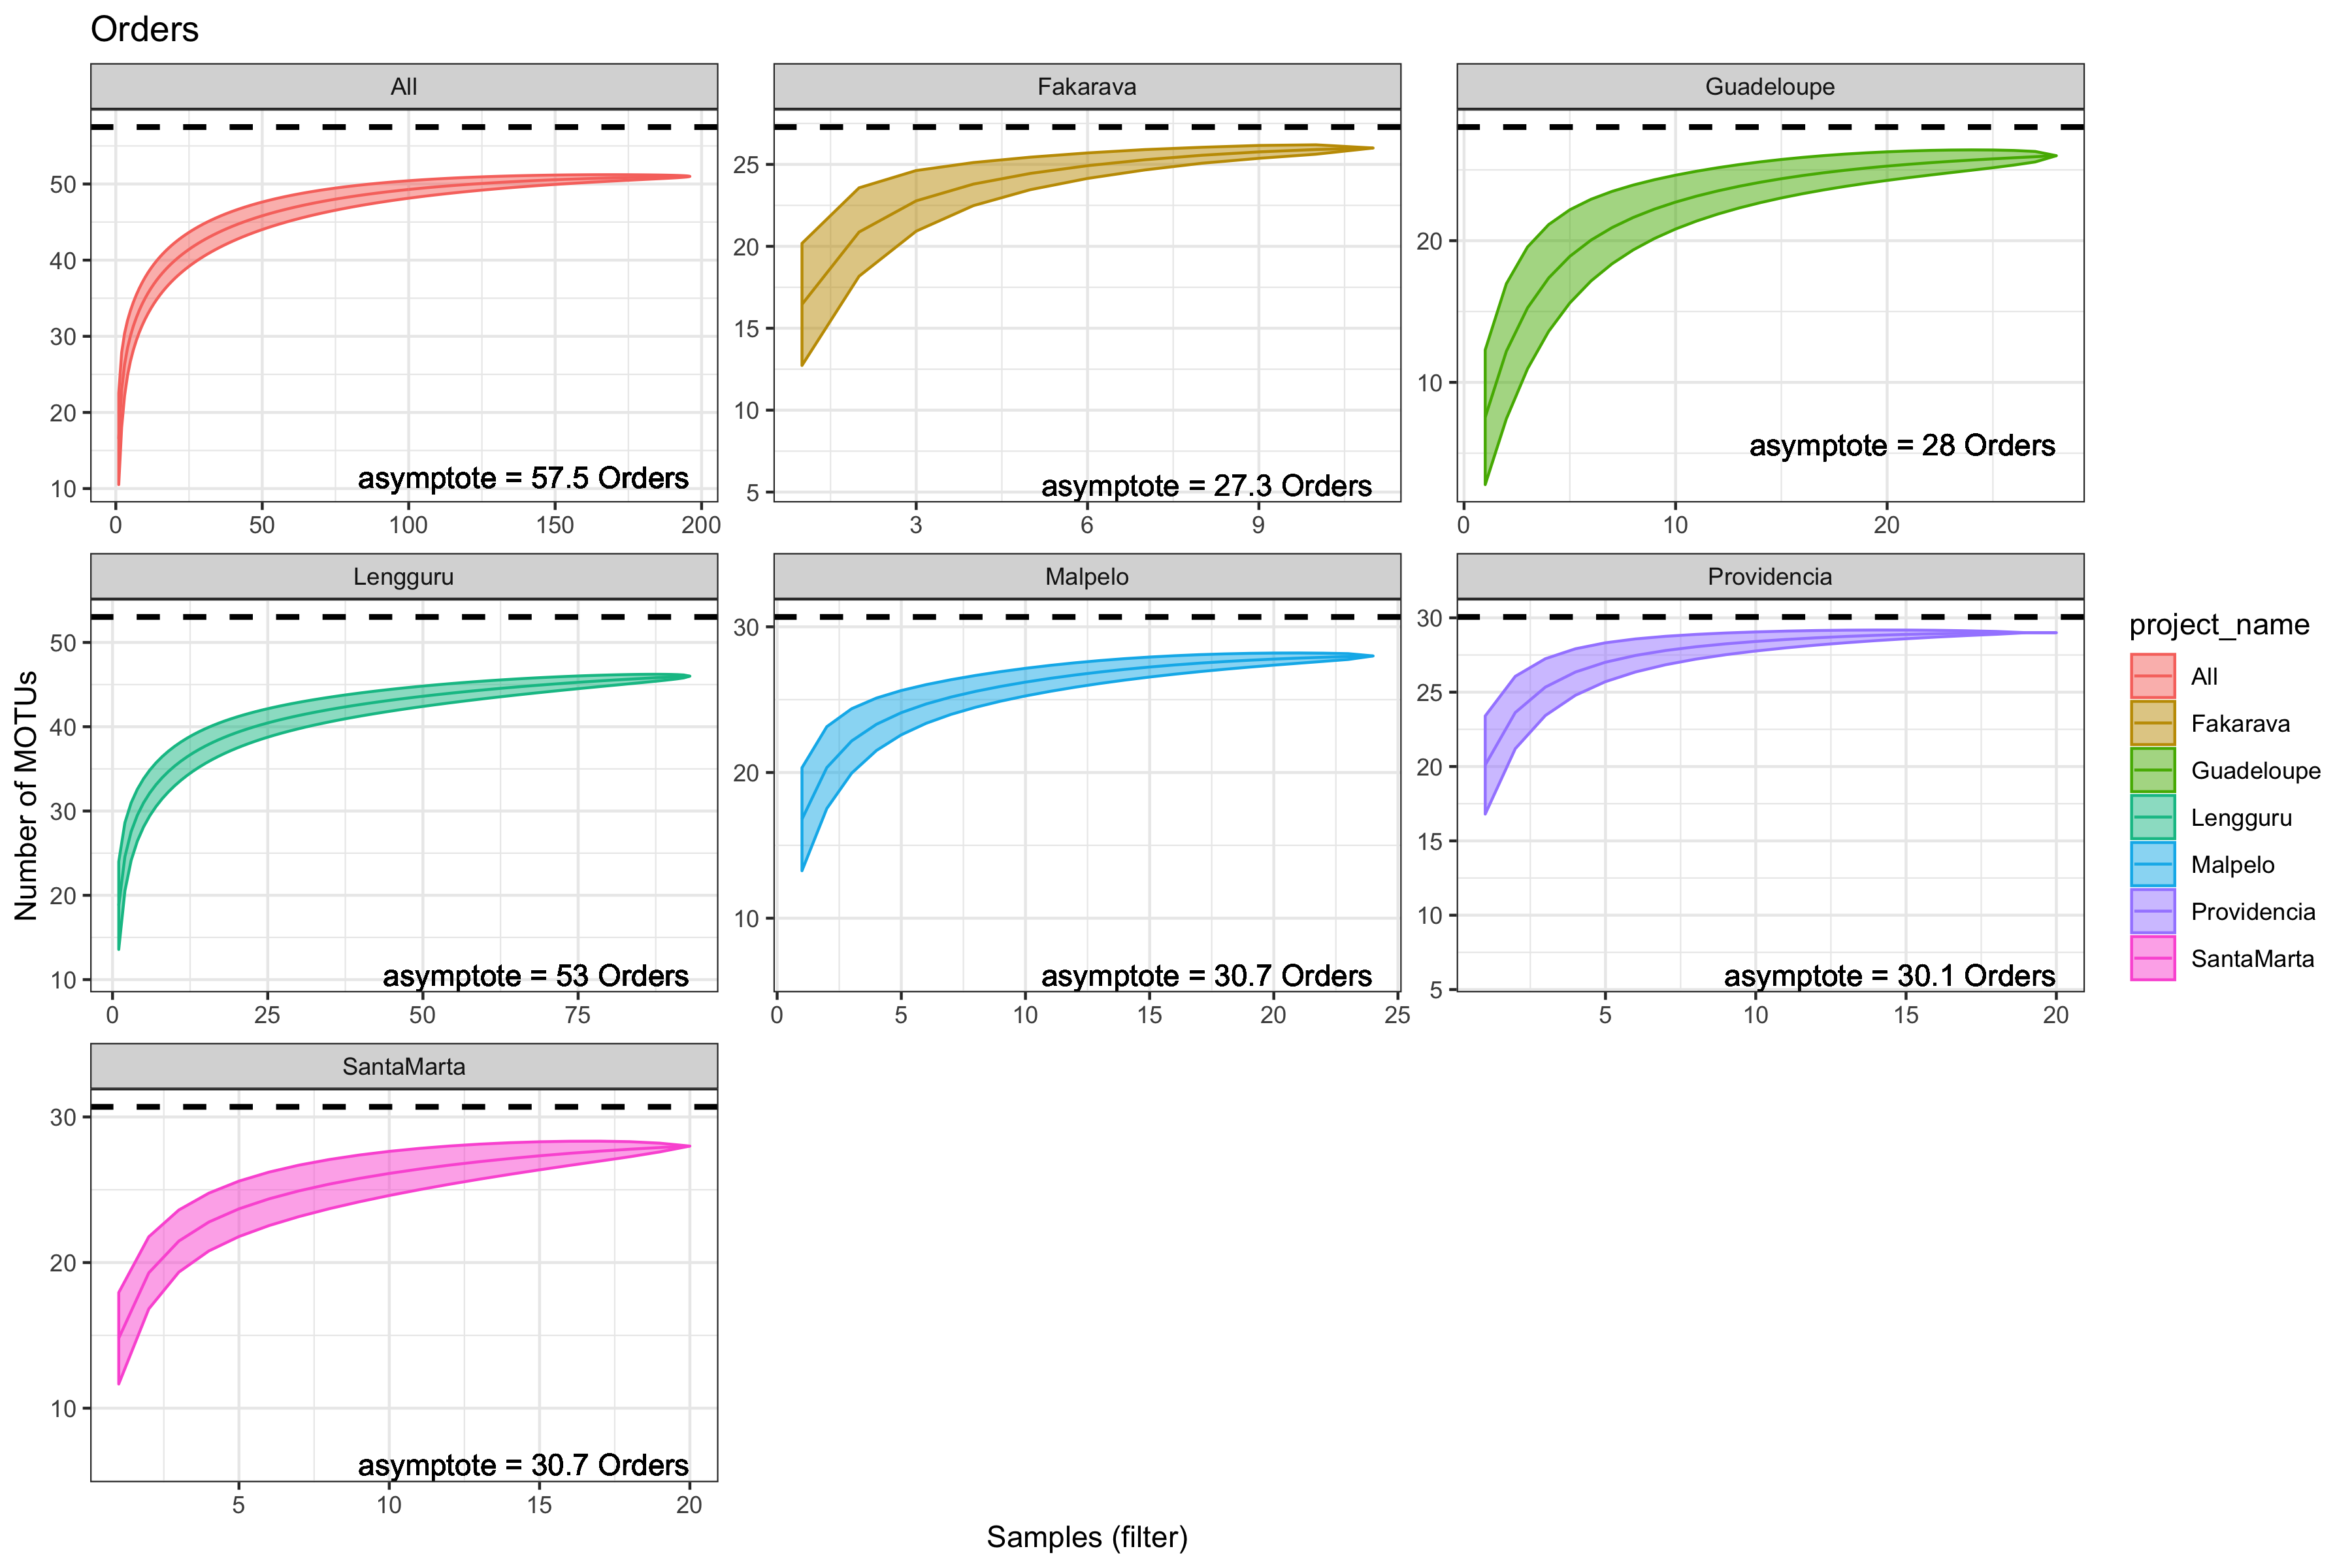 Orders
All
Fakarava
Guadeloupe
50
40
30
20
10
25
20
15
10
5
20
10
asymptote = 57.5 Orders
asymptote = 27.3 Orders
asymptote = 28 Orders
0 50 100 150 200
3 6 9
0 10 20
Lengguru
Malpelo
Providencia
Number of MOTUs
50
40
30
20
10
30
20
10
30
25
20
15
10
5
asymptote = 53 Orders
asymptote = 30.7 Orders
asymptote = 30.1 Orders
0 25 50 75
0 5 10 15 20 25
5 10 15 20
SantaMarta
30
20
10
asymptote = 30.7 Orders
5 10 15 20
Samples (filter)
project_name
All
Fakarava
Guadeloupe
Lengguru
Malpelo
Providencia
SantaMarta